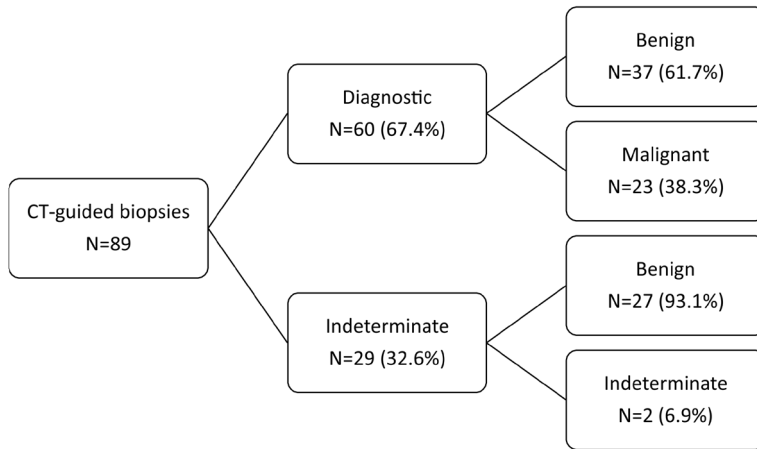 CT-guided biopsies
N=89
Diagnostic
N=60 (67.4%)
Indeterminate
N=29 (32.6%)
Benign
N=37 (61.7%)
Malignant
N=23 (38.3%)
Benign
N=27 (93.1%)
Indeterminate
N=2 (6.9%)